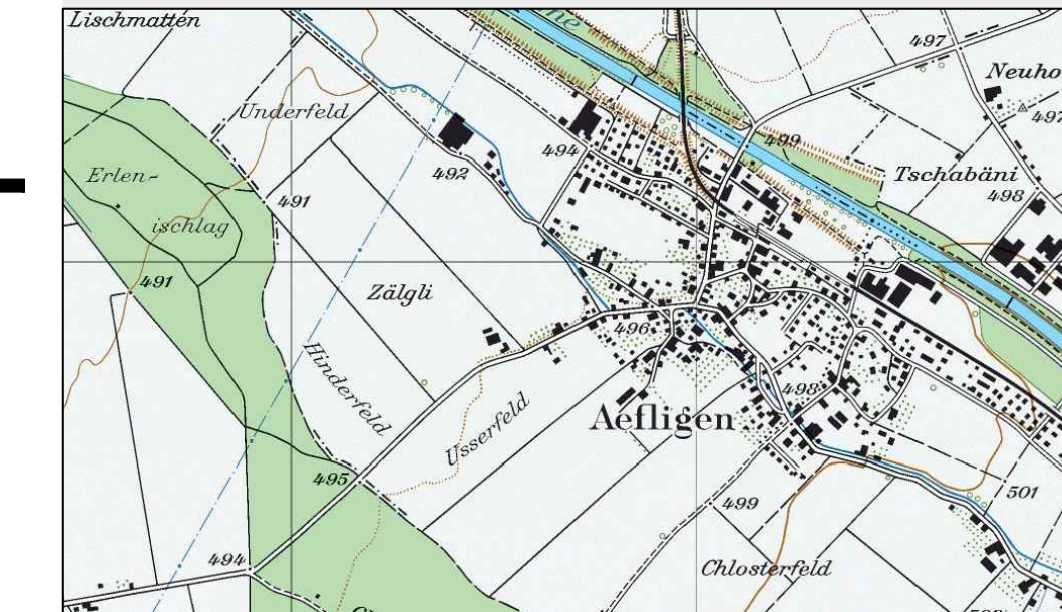 Lischmatten
497
Neuho
497
Underfeld
494
499
Erlen-
492
Tschabäni
498
491
ischlag
491
Zälgli
496
Hinderfeld
498
Usserfeld
Aefligen
495
501
499
494
Chlosterfeld